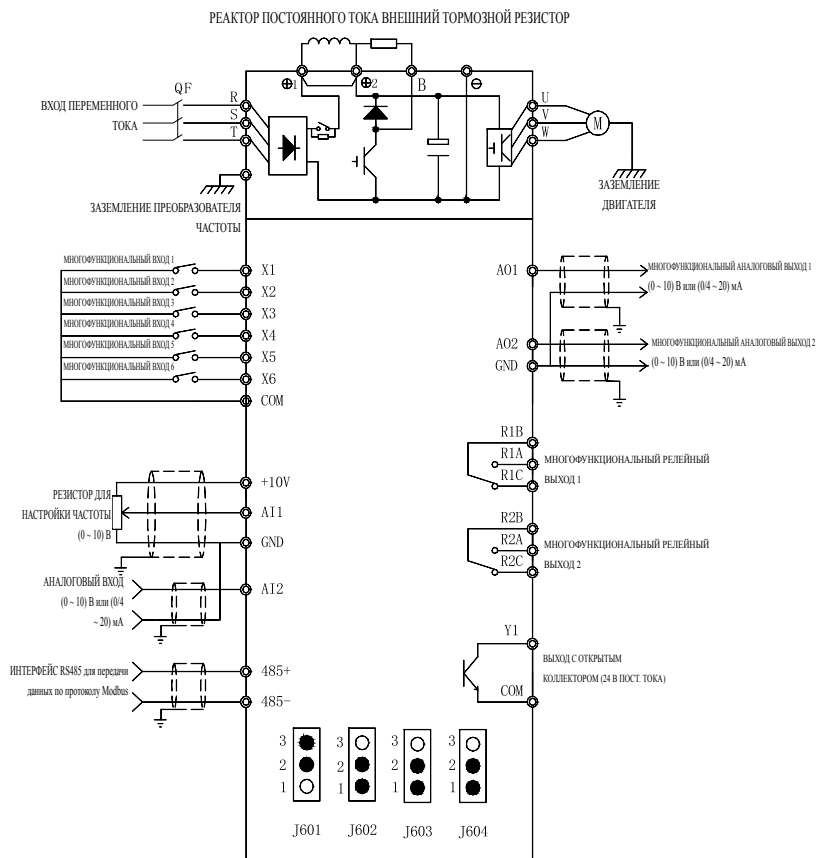 РЕАКТОР ПОСТОЯННОГО ТОКА ВНЕШНИЙ ТОРМОЗНОЙ РЕЗИСТОР
⊕1
⊕2
B
⊖
QF
ВХОД ПЕРЕМЕННОГО
ТОКА
R
S
T
U
V
W
M
ЗАЗЕМЛЕНИЕ
ДВИГАТЕЛЯ
ЗАЗЕМЛЕНИЕ ПРЕОБРАЗОВАТЕЛЯ
ЧАСТОТЫ
МНОГОФУНКЦИОНАЛЬНЫЙ ВХОД 1
X1
МНОГОФУНКЦИОНАЛЬНЫЙ ВХОД 2
X2
МНОГОФУНКЦИОНАЛЬНЫЙ ВХОД 3
X3
МНОГОФУНКЦИОНАЛЬНЫЙ ВХОД 4
X4
МНОГОФУНКЦИОНАЛЬНЫЙ ВХОД 5
X5
МНОГОФУНКЦИОНАЛЬНЫЙ ВХОД 6
X6
COM
AO1
МНОГОФУНКЦИОНАЛЬНЫЙ АНАЛОГОВЫЙ ВЫХОД 1
(0 ~ 10) В или (0/4 ~ 20) мА
AO2
МНОГОФУНКЦИОНАЛЬНЫЙ АНАЛОГОВЫЙ ВЫХОД 2
GND
(0 ~ 10) В или (0/4 ~ 20) мА
R1B
R1A
R1C
МНОГОФУНКЦИОНАЛЬНЫЙ РЕЛЕЙНЫЙ
ВЫХОД 1
+10V
РЕЗИСТОР ДЛЯ
НАСТРОЙКИ ЧАСТОТЫ
(0 ~ 10) В
AI1
GND
R2B
R2A
R2C
МНОГОФУНКЦИОНАЛЬНЫЙ РЕЛЕЙНЫЙ
ВЫХОД 2
АНАЛОГОВЫЙ ВХОД
(0 ~ 10) В или (0/4
~ 20) мА
AI2
Y1
ВЫХОД С ОТКРЫТЫМ
КОЛЛЕКТОРОМ (24 В ПОСТ. ТОКА)
COM
ИНТЕРФЕЙС RS485 для передачи
данных по протоколу Modbus
485+
485-
3 3 3 3
2 2 2 2
1 1 1 1
J601 J602 J603 J604